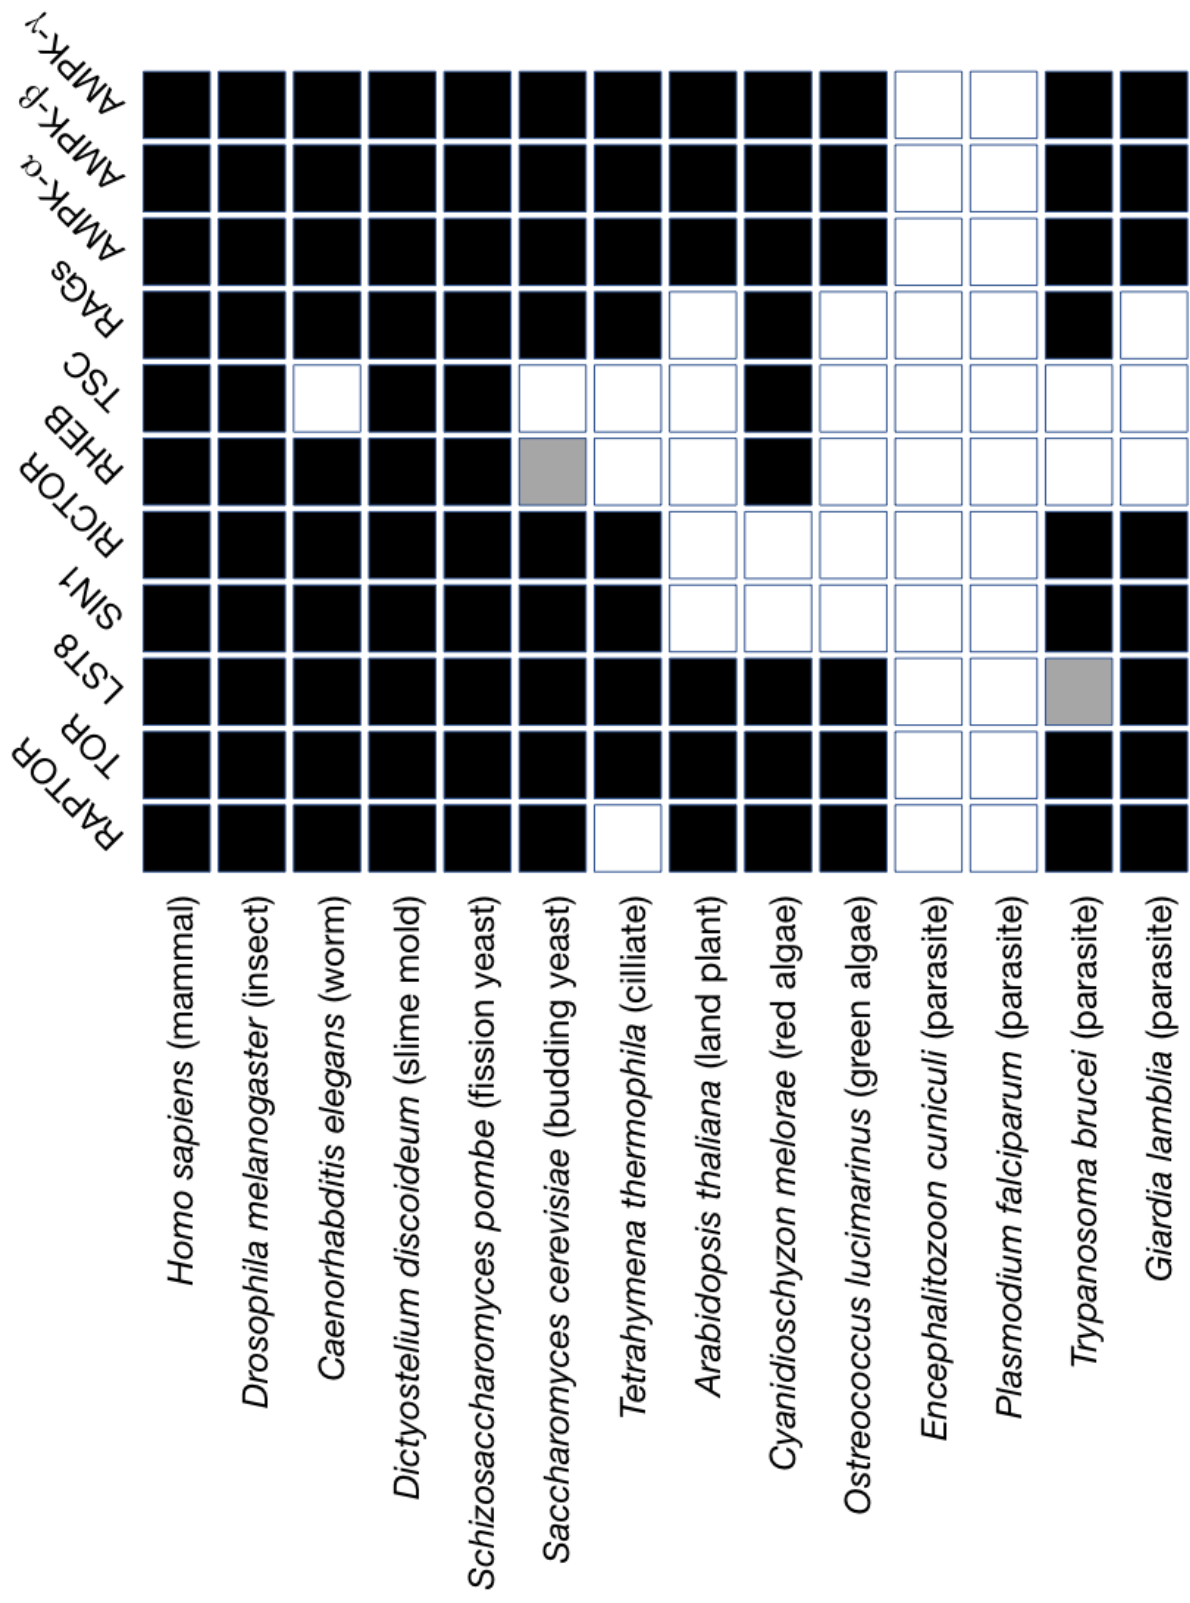 RAPTOR
TOR
LST8
SIN1
RICTOR
RHEB
TSC
RAGs
AMPK-α
AMPK-β
AMPK-γ
Homo sapiens (mammal)
Drosophila melanogaster (insect)
Caenorhabditis elegans (worm)
Dictyostelium discoideum (slime mold)
Schizosaccharomyces pombe (fission yeast)
Saccharomyces cerevisiae (budding yeast)
Tetrahymena thermophila (cilliate)
Arabidopsis thaliana (land plant)
Cyanidioschyzon melorae (red algae)
Ostreococcus lucimarinus (green algae)
Encephalitozoon cuniculi (parasite)
Plasmodium falciparum (parasite)
Trypanosoma brucei (parasite)
Giardia lamblia (parasite)